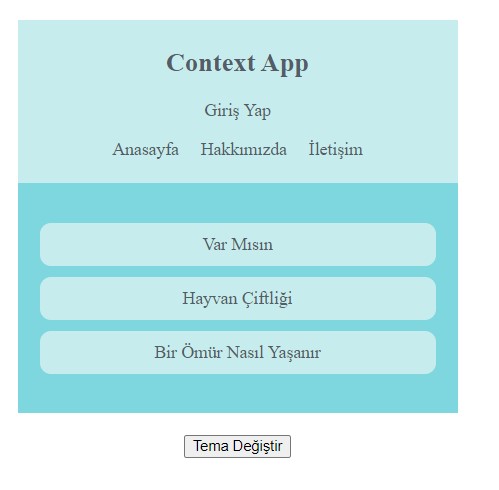 Context App
Giriş Yap
Anasayfa Hakkımızda İletişim
Var Mısın
Hayvan Çiftliği
Bir Ömür Nasıl Yaşanır
Tema Değiştir